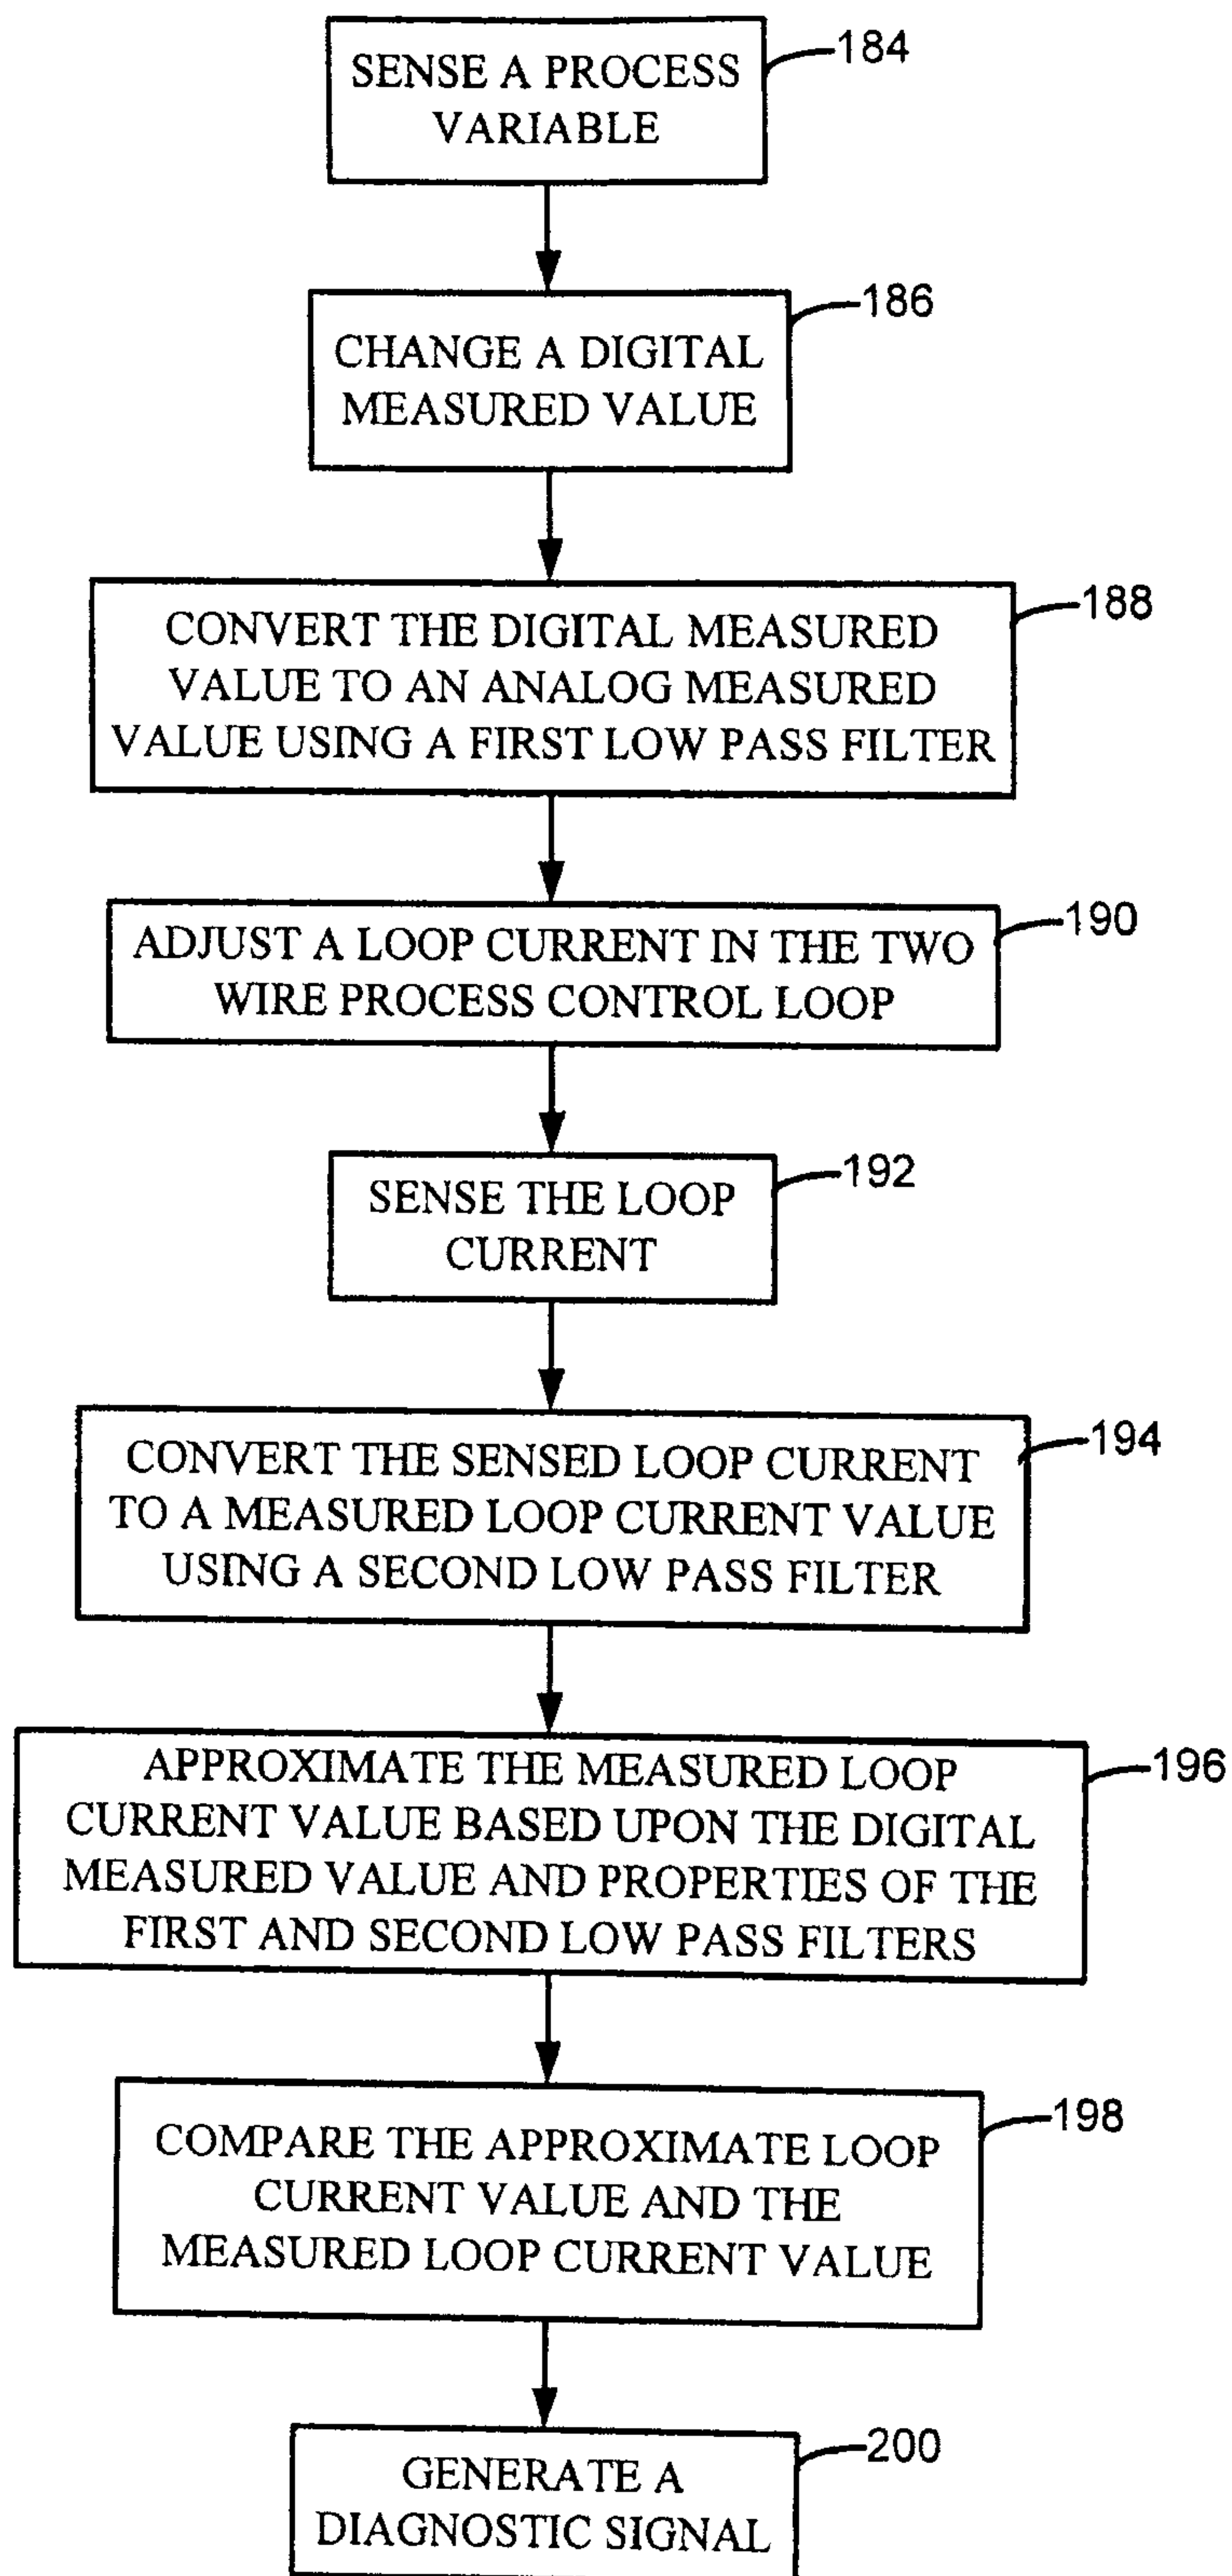 SENSE A PROCESS
VARIABLE
184
CHANGE A DIGITAL
MEASURED VALUE
186
CONVERT THE DIGITAL MEASURED
VALUE TO AN ANALOG MEASURED
VALUE USING A FIRST LOW PASS FILTER
188
ADJUST A LOOP CURRENT IN THE TWO
WIRE PROCESS CONTROL LOOP
190
SENSE THE LOOP
CURRENT
192
CONVERT THE SENSED LOOP CURRENT
TO A MEASURED LOOP CURRENT VALUE
USING A SECOND LOW PASS FILTER
194
APPROXIMATE THE MEASURED LOOP
CURRENT VALUE BASED UPON THE DIGITAL
MEASURED VALUE AND PROPERTIES OF THE
FIRST AND SECOND LOW PASS FILTERS
196
COMPARE THE APPROXIMATE LOOP
CURRENT VALUE AND THE
MEASURED LOOP CURRENT VALUE
198
GENERATE A
DIAGNOSTIC SIGNAL
200